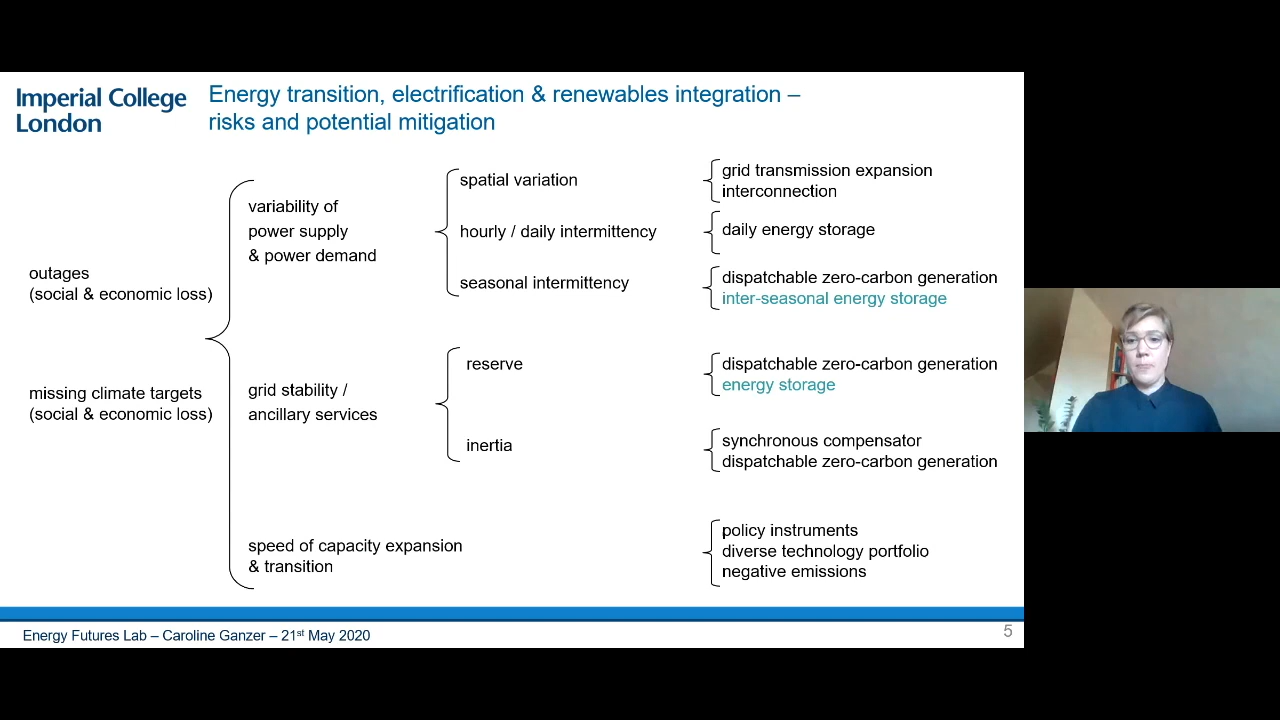 Imperial College
London
Energy transition, electrification & renewables integration –
risks and potential mitigation
outages
(social & economic loss)
missing climate targets
(social & economic loss)
variability of
power supply
& power demand
spatial variation
grid transmission expansion
interconnection
hourly / daily intermittency
daily energy storage
seasonal intermittency
dispatchable zero-carbon generation
inter-seasonal energy storage
grid stability /
ancillary services
reserve
dispatchable zero-carbon generation
energy storage
inertia
synchronous compensator
dispatchable zero-carbon generation
speed of capacity expansion
& transition
policy instruments
diverse technology portfolio
negative emissions
Energy Futures Lab – Caroline Ganzer – 21st May 2020
5